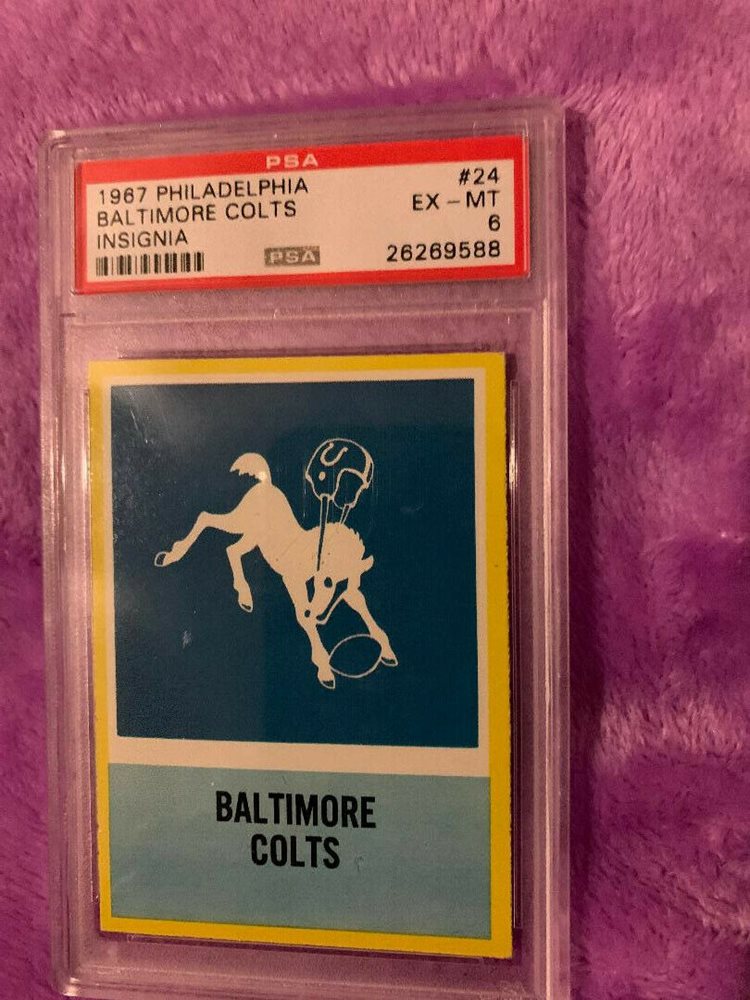 PSA
1967 PHILADELPHIA #24
BALTIMORE COLTS EX - MT
INSIGNIA 6
PSA 26269588
BALTIMORE
COLTS